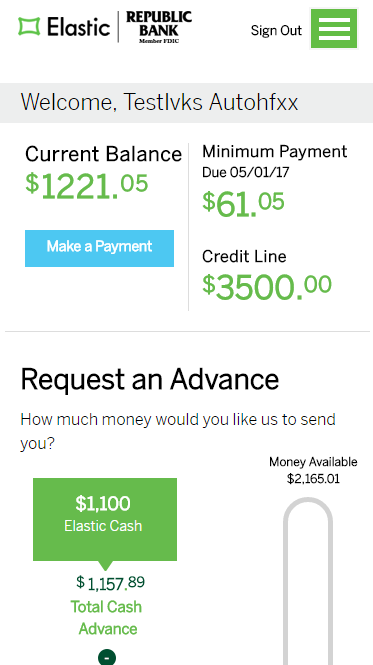 Elastic
REPUBLIC
BANK
Member FDIC
Sign Out
Welcome, Testlvks Autohfxx
Current Balance
$1221.05
Make a Payment
Minimum Payment
Due 05/01/17
$61.05
Credit Line
$3500.00
Request an Advance
How much money would you like us to send
you?
Money Available
$2,165.01
$1,100
Elastic Cash
$1,157.89
Total Cash
Advance
-